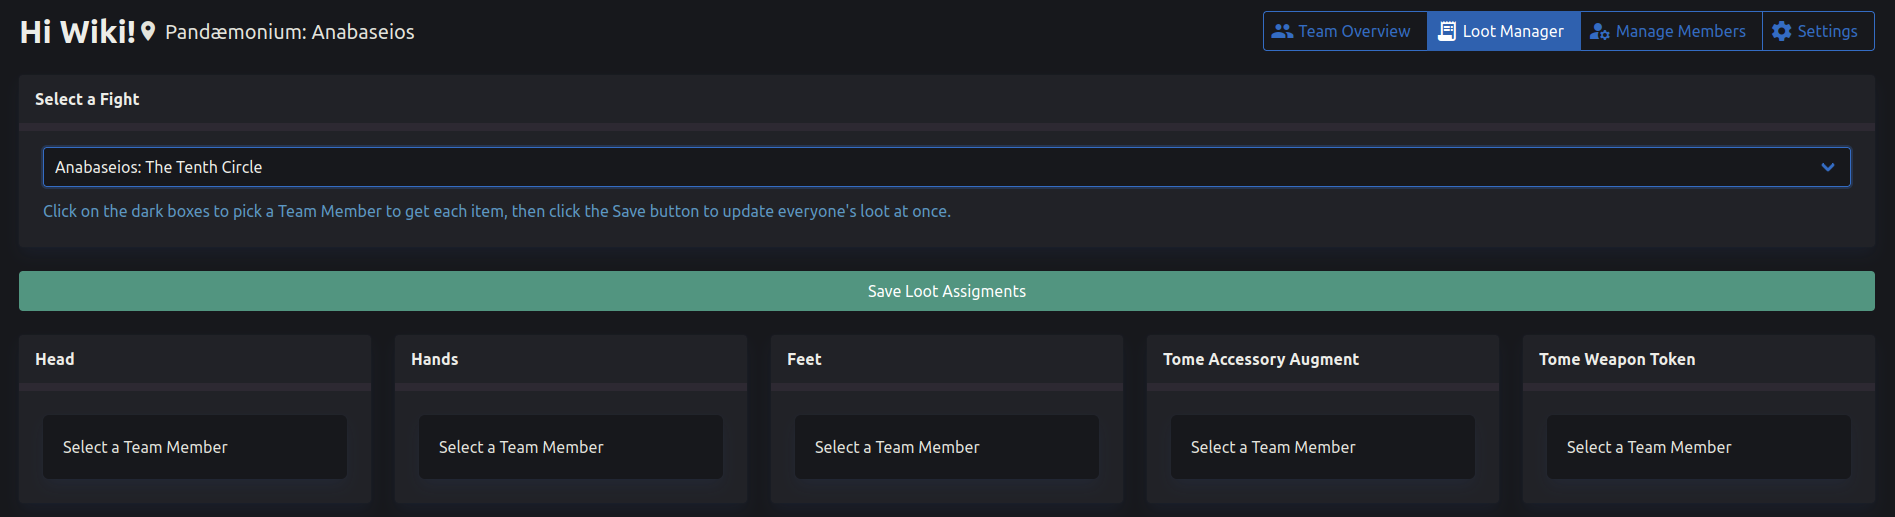 Hi Wiki! Pandæmonium: Anabaseios
Team Overview
Loot Manager
Manage Members
Settings
Select a Fight
Anabaseios: The Tenth Circle
Click on the dark boxes to pick a Team Member to get each item, then click the Save button to update everyone's loot at once.
Save Loot Assigments
Head
Select a Team Member
Hands
Select a Team Member
Feet
Select a Team Member
Tome Accessory Augment
Select a Team Member
Tome Weapon Token
Select a Team Member